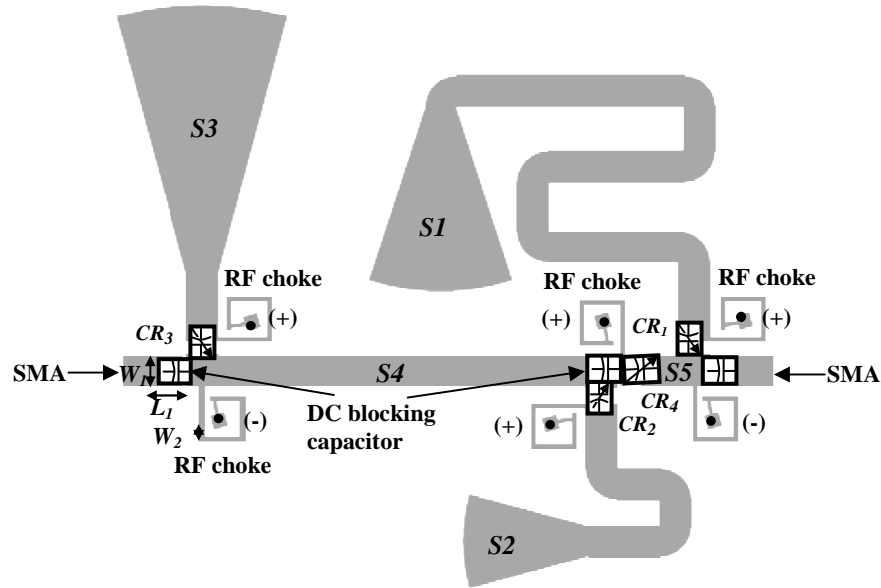 S3
S1
RF choke
RF choke
RF choke
(+)
(+)
(+)
CR3
CR1
SMA
W1
S4
S5
SMA
L1
DC blocking
capacitor
CR4
W2
(-)
(+)
CR2
(-)
RF choke
S2